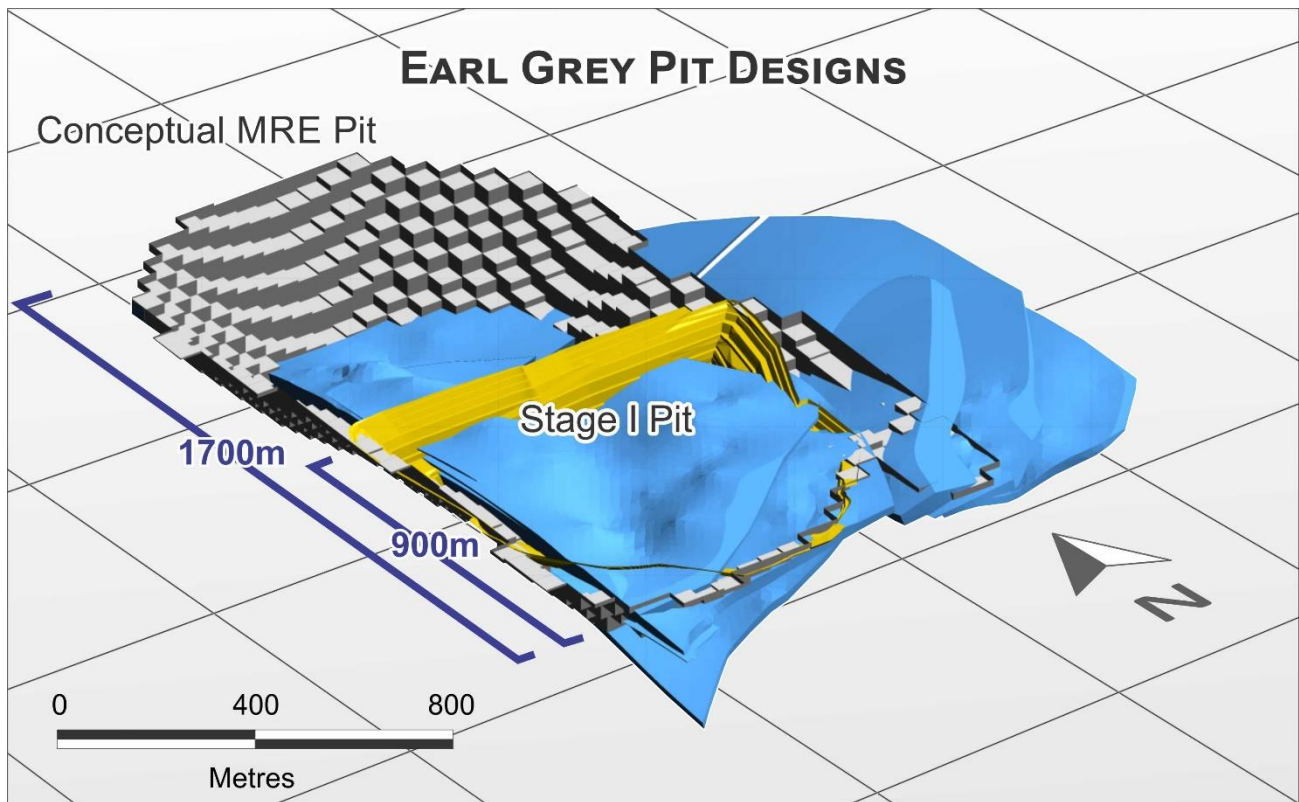 EARL GREY PIT DESIGNS
Conceptual MRE Pit
Stage I Pit
1700m
900m
N
0 400 800
Metres